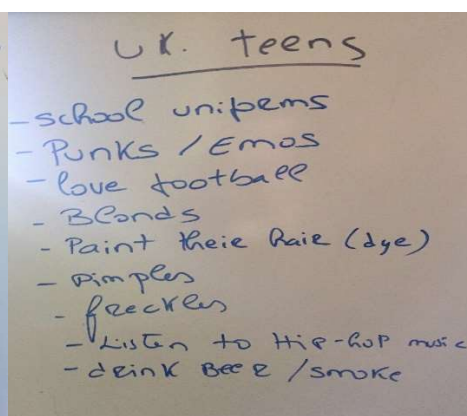 UK. teens
- school uniforms
- Punks / Emos
- love football
- Blonds
- Paint their hair (dye)
- Pimples
- freckles
- Listen to Hip-hop music
- drink Beer / smoke